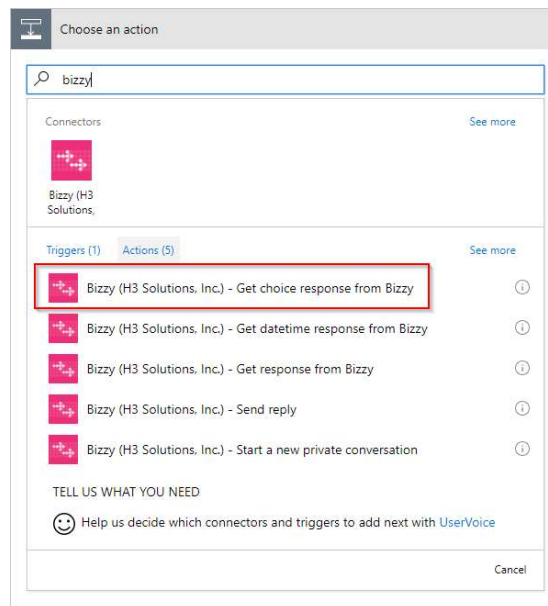 Choose an action
bizzy
Connectors
See more
Bizzy (H3
Solutions,
Triggers (1)
Actions (5)
See more
Bizzy (H3 Solutions, Inc.) - Get choice response from Bizzy
Bizzy (H3 Solutions, Inc.) - Get datetime response from Bizzy
Bizzy (H3 Solutions, Inc.) - Get response from Bizzy
Bizzy (H3 Solutions, Inc.) - Send reply
Bizzy (H3 Solutions, Inc.) - Start a new private conversation
TELL US WHAT YOU NEED
Help us decide which connectors and triggers to add next with UserVoice
Cancel